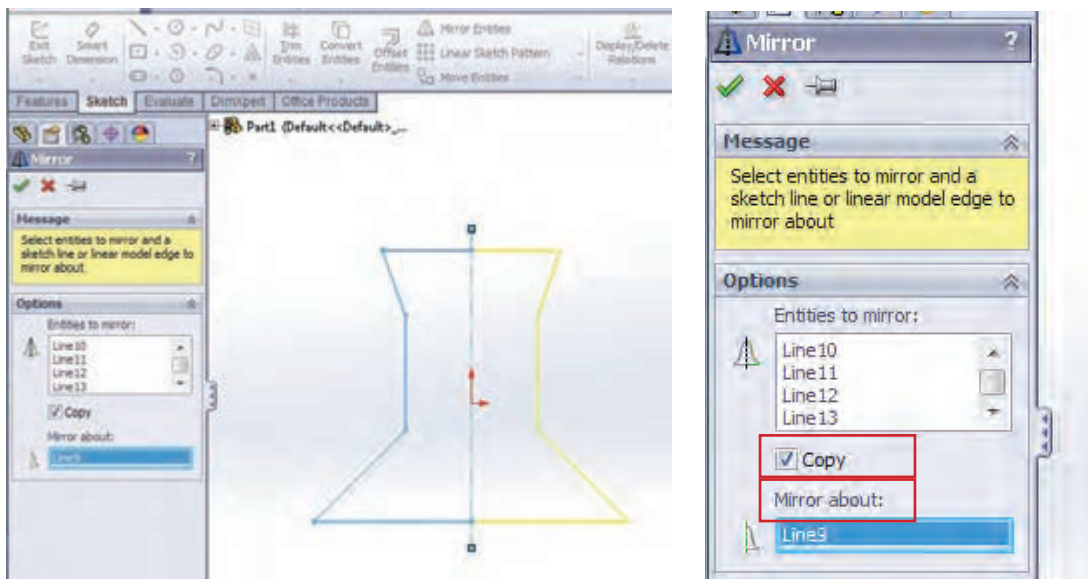 Mirror Entities
Exit Sketch
Smart Dimension
Trim Entities
Convert Entities
Offset Entities
Linear Sketch Pattern
Display/Delete Relations
Move Entities
Features Sketch Evaluate DimXpert Office Products
Part1 (Default<<Default>_...
Mirror ?
Message
Select entities to mirror and a
sketch line or linear model edge to
mirror about
Options
Entities to mirror:
Line10
Line11
Line12
Line13
Copy
Mirror about:
Line9
Mirror ?
Message
Select entities to mirror and a
sketch line or linear model edge to
mirror about
Options
Entities to mirror:
Line10
Line11
Line12
Line13
Copy
Mirror about:
Line9